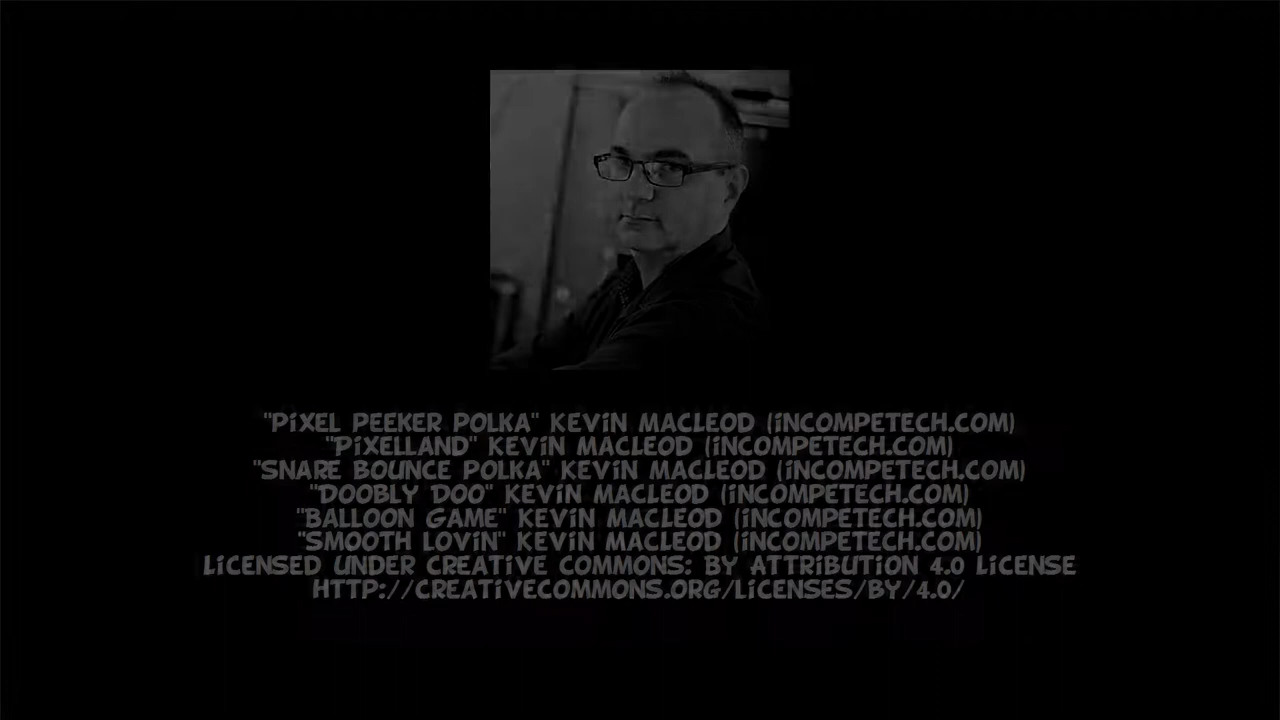 "PIXEL PEEKER POLKA" KEVIN MACLEOD (INCOMPETECH.COM)
"PIXELLAND" KEVIN MACLEOD (INCOMPETECH.COM)
"SNARE BOUNCE POLKA" KEVIN MACLEOD (INCOMPETECH.COM)
"DOOBLY DOO" KEVIN MACLEOD (INCOMPETECH.COM)
"BALLOON GAME" KEVIN MACLEOD (INCOMPETECH.COM)
"SMOOTH LOVIN" KEVIN MACLEOD (INCOMPETECH.COM)
LICENSED UNDER CREATIVE COMMONS: BY ATTRIBUTION 4.0 LICENSE
HTTP://CREATIVECOMMONS.ORG/LICENSES/BY/4.0/